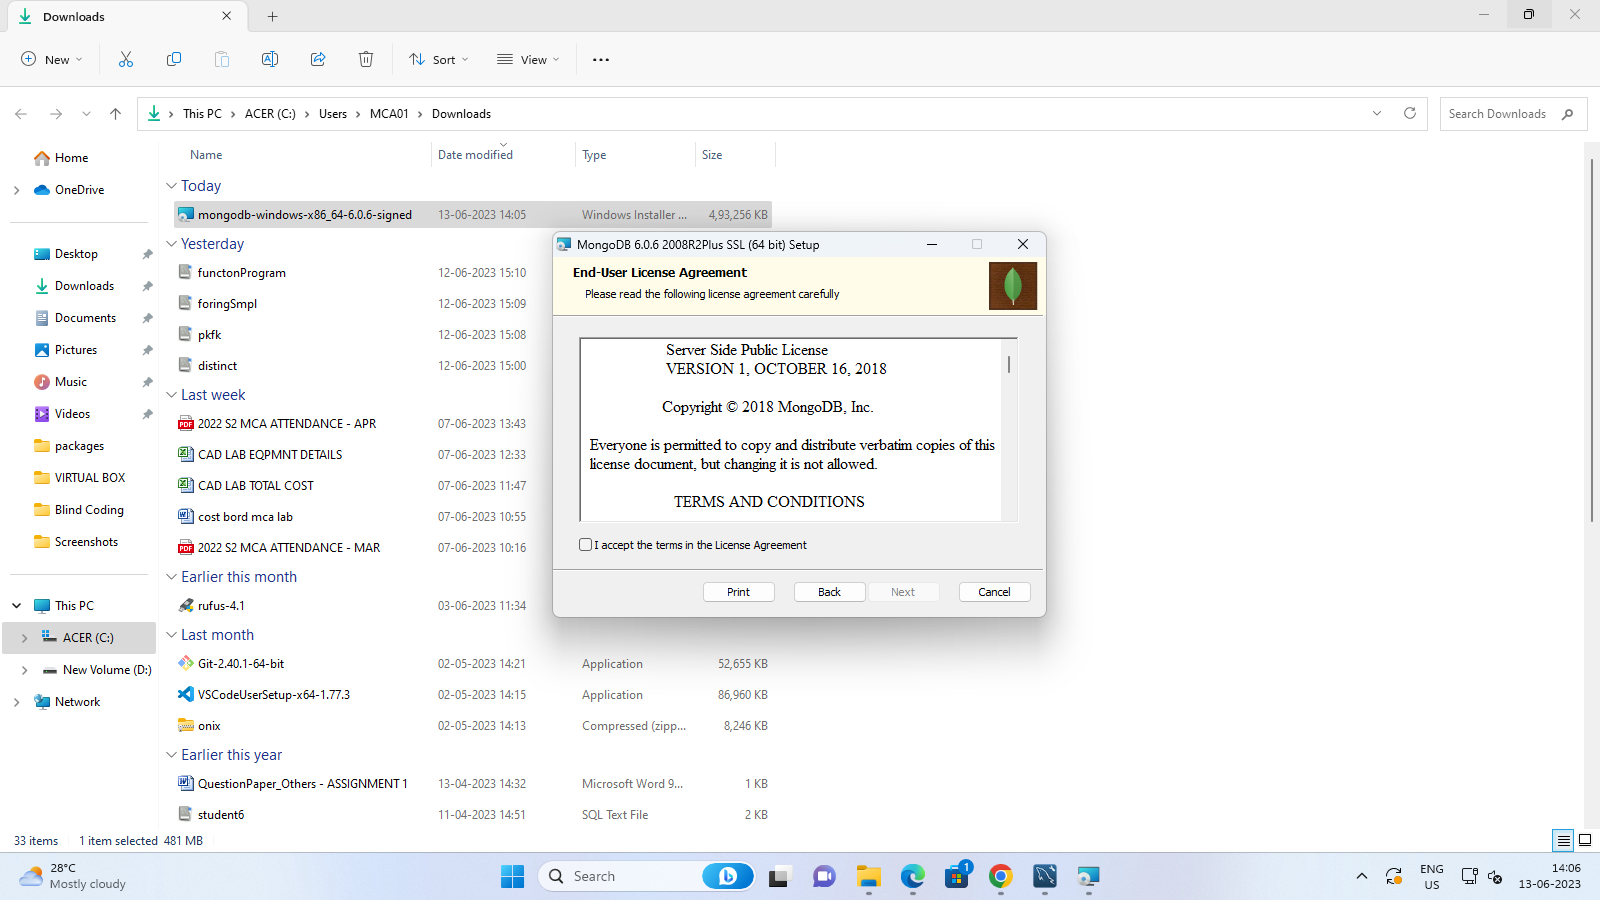 Downloads
New
Sort
View
This PC
ACER (C:)
Users
MCA01
Downloads
Search Downloads
Home
OneDrive
Desktop
Downloads
Documents
Pictures
Music
Videos
packages
VIRTUAL BOX
Blind Coding
Screenshots
This PC
ACER (C:)
New Volume (D:)
Network
Name Date modified Type Size
Today
mongodb-windows-x86_64-6.0.6-signed 13-06-2023 14:05 Windows Installer ... 4,93,256 KB
Yesterday
functonProgram 12-06-2023 15:10
foringSmpl 12-06-2023 15:09
pkfk 12-06-2023 15:08
distinct 12-06-2023 15:00
Last week
2022 S2 MCA ATTENDANCE - APR 07-06-2023 13:43
CAD LAB EQPMNT DETAILS 07-06-2023 12:33
CAD LAB TOTAL COST 07-06-2023 11:47
cost bord mca lab 07-06-2023 10:55
2022 S2 MCA ATTENDANCE - MAR 07-06-2023 10:16
Earlier this month
rufus-4.1 03-06-2023 11:34
Last month
Git-2.40.1-64-bit 02-05-2023 14:21 Application 52,655 KB
VSCodeUserSetup-x64-1.77.3 02-05-2023 14:15 Application 86,960 KB
onix 02-05-2023 14:13 Compressed (zipp... 8,246 KB
Earlier this year
QuestionPaper_Others - ASSIGNMENT 1 13-04-2023 14:32 Microsoft Word 9... 1 KB
student6 11-04-2023 14:51 SQL Text File 2 KB
MongoDB 6.0.6 2008R2Plus SSL (64 bit) Setup
End-User License Agreement
Please read the following license agreement carefully
Server Side Public License
VERSION 1, OCTOBER 16, 2018
Copyright © 2018 MongoDB, Inc.
Everyone is permitted to copy and distribute verbatim copies of this
license document, but changing it is not allowed.
TERMS AND CONDITIONS
I accept the terms in the License Agreement
Print
Back
Next
Cancel
33 items 1 item selected 481 MB
28°C
Mostly cloudy
Search
1
ENG
US
14:06
13-06-2023